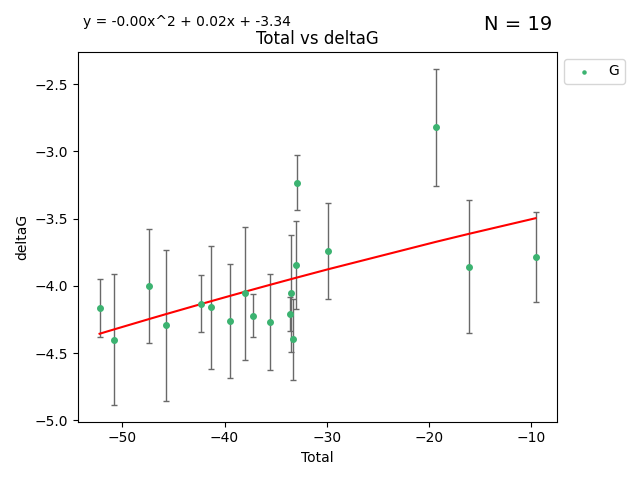 y = -0.00x^2 + 0.02x + -3.34
N = 19
Total vs deltaG
G
−2.5
−3.0
−3.5
−4.0
−4.5
−5.0
deltaG
−50
−40
−30
−20
−10
Total